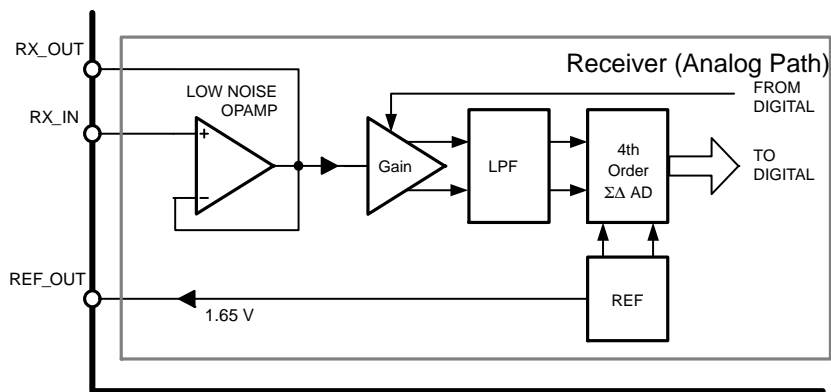 RX_OUT
Receiver (Analog Path)
LOW NOISE
OPAMP
FROM
DIGITAL
RX_IN
+
−
Gain
LPF
4th
Order
ΣΔ AD
TO
DIGITAL
REF_OUT
1.65 V
REF